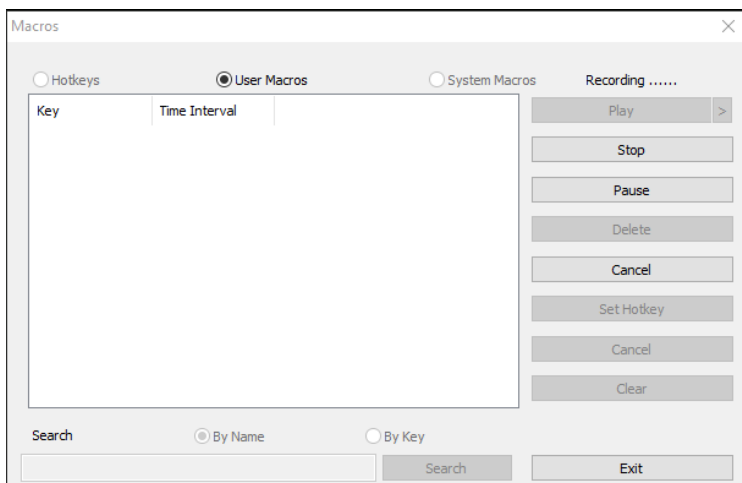 Macros
Hotkeys User Macros System Macros Recording ......
Key Time Interval
Play >
Stop
Pause
Delete
Cancel
Set Hotkey
Cancel
Clear
Search By Name By Key
Search Exit